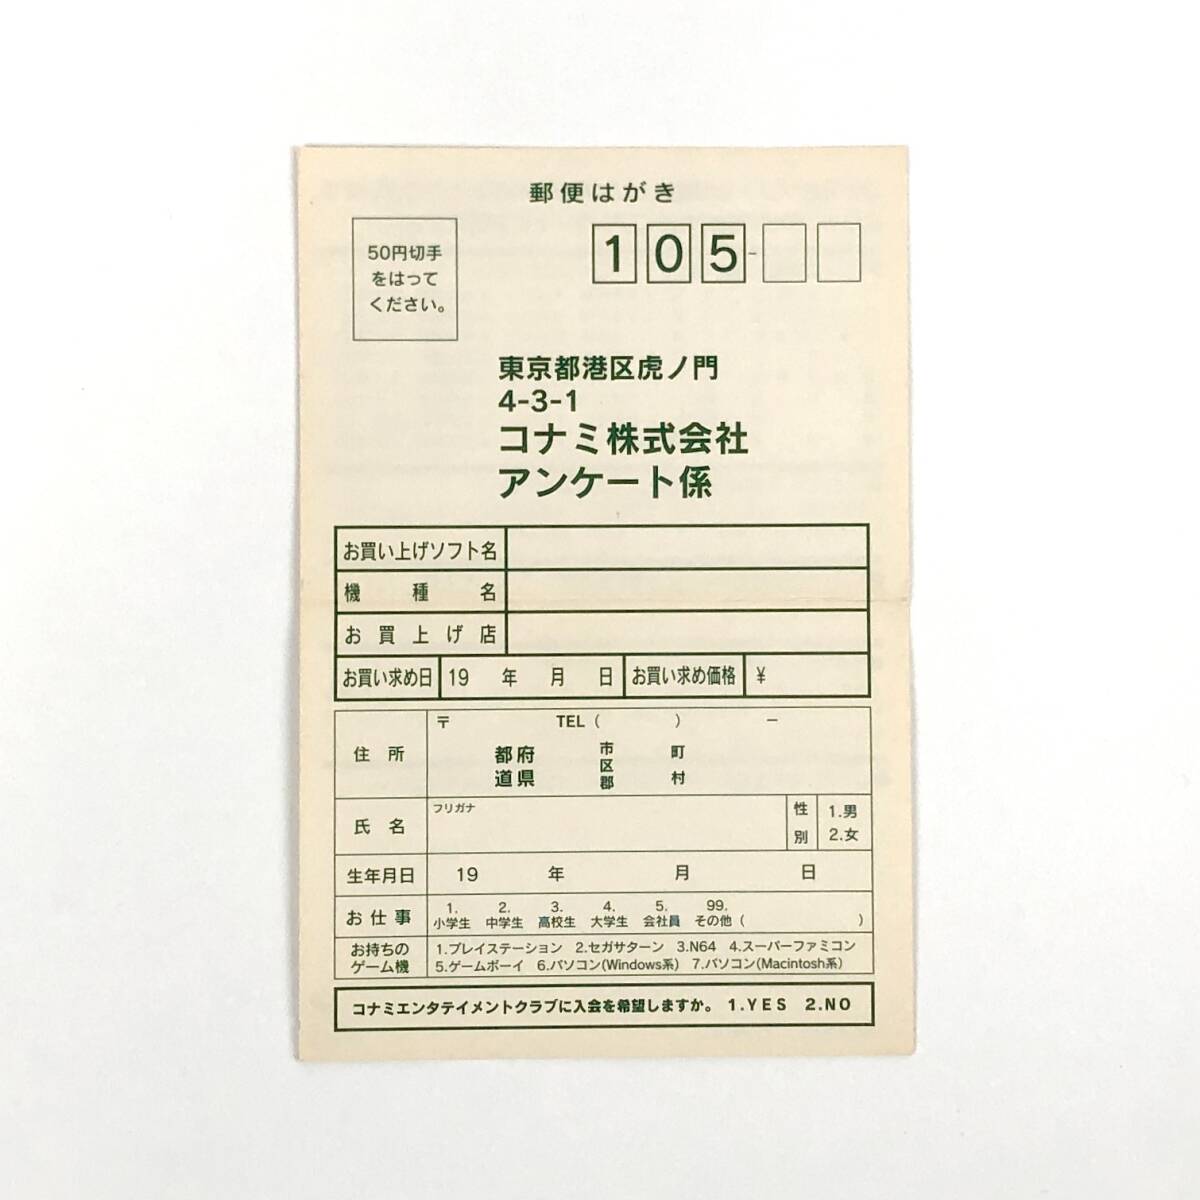 郵便はがき
50円切手
をはって
ください。
105-
東京都港区虎ノ門
4-3-1
コナミ株式会社
アンケート係
お買い上げソフト名
機種名
お買上げ店
お買い求め日 19 年 月 日 お買い求め価格 ¥
住所 〒 TEL ( ) －
都府 市 町
道県 区 村
郡
氏名 フリガナ 性別 1.男
2.女
生年月日 19 年 月 日
お仕事 1. 2. 3. 4. 5. 99.
小学生 中学生 高校生 大学生 会社員 その他 ( )
お持ちの
ゲーム機
1.プレイステーション 2.セガサターン 3.N64 4.スーパーファミコン
5.ゲームボーイ 6.パソコン(Windows系) 7.パソコン(Macintosh系)
コナミエンタテイメントクラブに入会を希望しますか。 1.YES 2.NO